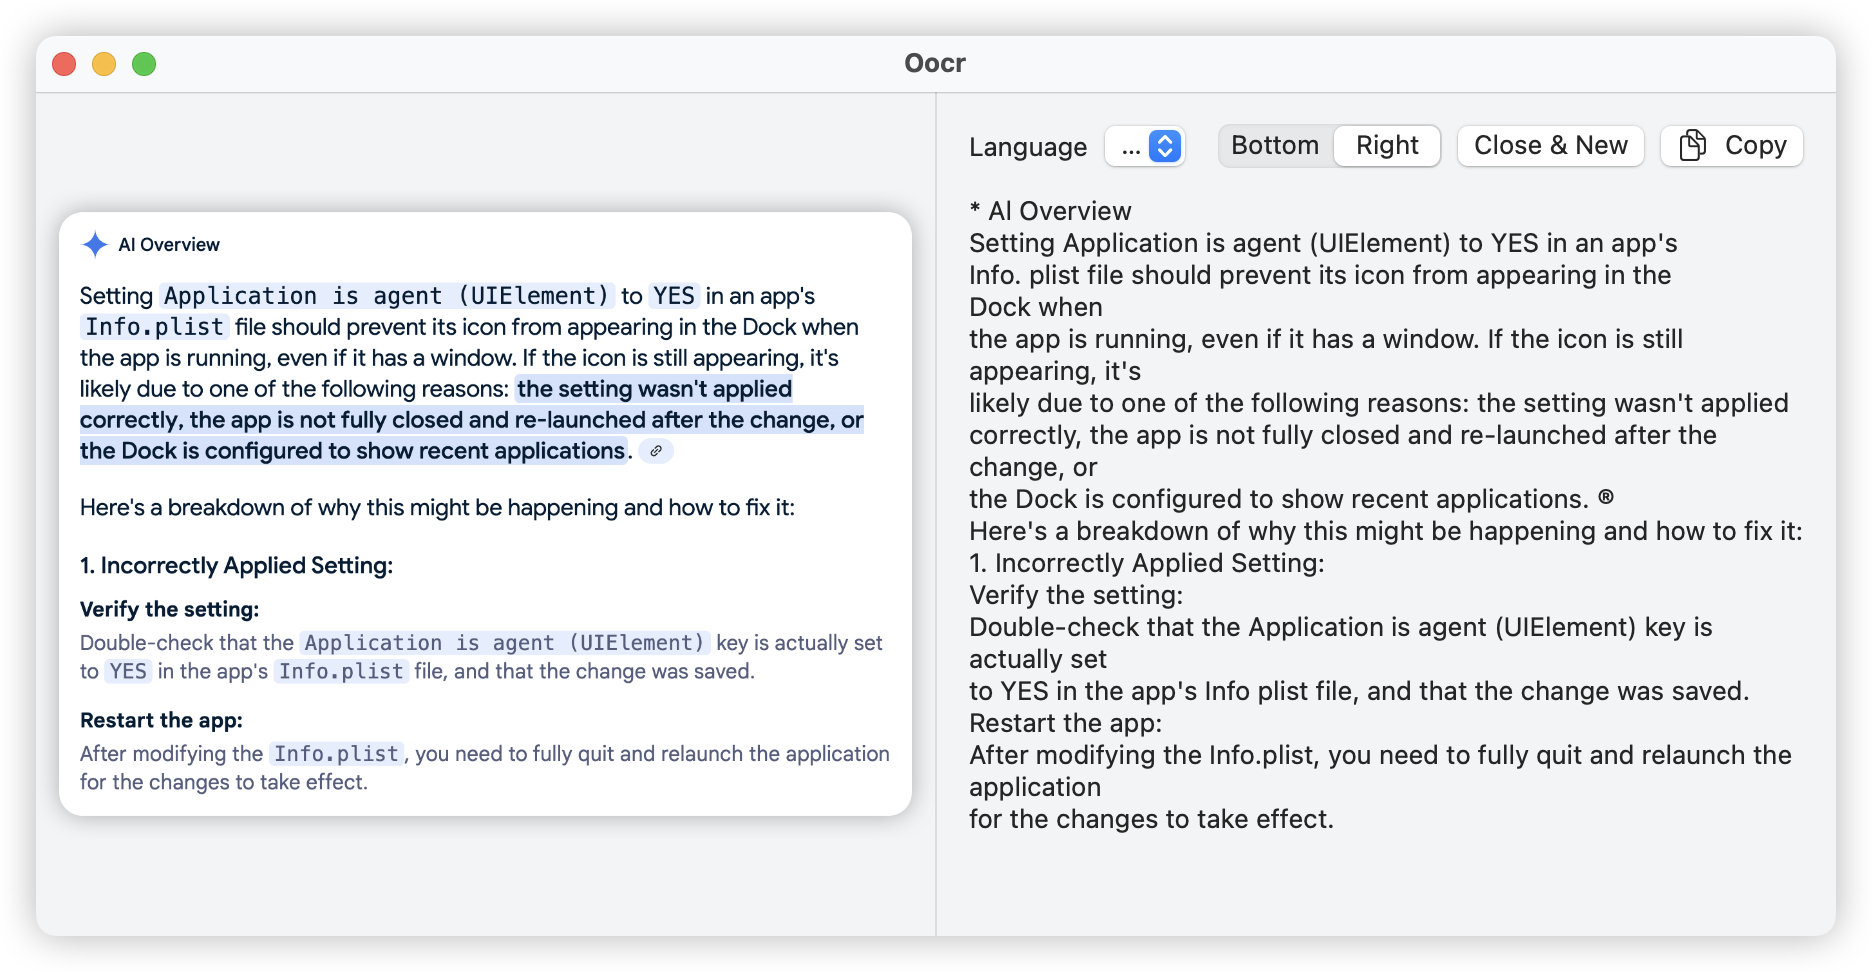 Oocr
AI Overview
Setting Application is agent (UIElement) to YES in an app's
Info.plist file should prevent its icon from appearing in the Dock when
the app is running, even if it has a window. If the icon is still appearing, it's
likely due to one of the following reasons: the setting wasn't applied
correctly, the app is not fully closed and re-launched after the change, or
the Dock is configured to show recent applications.
Here's a breakdown of why this might be happening and how to fix it:
1. Incorrectly Applied Setting:
Verify the setting:
Double-check that the Application is agent (UIElement) key is actually set
to YES in the app's Info.plist file, and that the change was saved.
Restart the app:
After modifying the Info.plist, you need to fully quit and relaunch the application
for the changes to take effect.
Language ... Bottom Right Close & New Copy
* AI Overview
Setting Application is agent (UIElement) to YES in an app's
Info. plist file should prevent its icon from appearing in the
Dock when
the app is running, even if it has a window. If the icon is still
appearing, it's
likely due to one of the following reasons: the setting wasn't applied
correctly, the app is not fully closed and re-launched after the
change, or
the Dock is configured to show recent applications. ®
Here's a breakdown of why this might be happening and how to fix it:
1. Incorrectly Applied Setting:
Verify the setting:
Double-check that the Application is agent (UIElement) key is
actually set
to YES in the app's Info plist file, and that the change was saved.
Restart the app:
After modifying the Info.plist, you need to fully quit and relaunch the
application
for the changes to take effect.